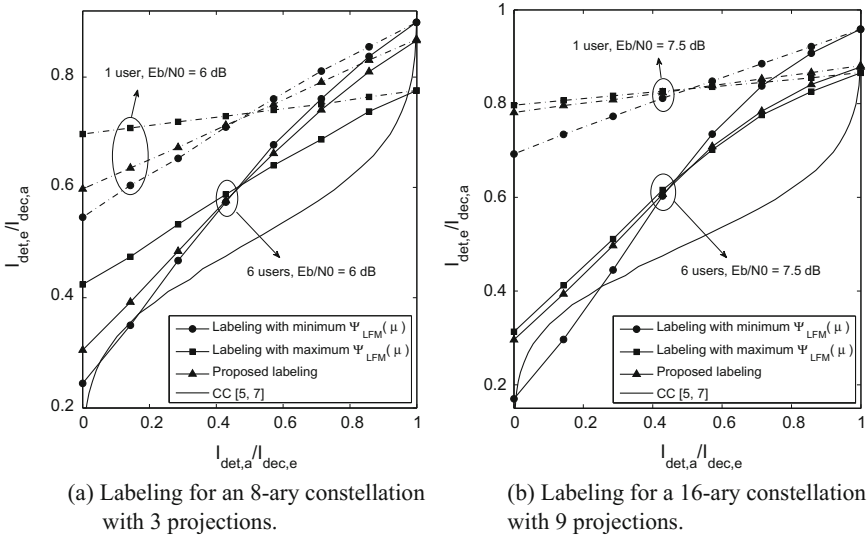 1 user, Eb/N0 = 6 dB
6 users, Eb/N0 = 6 dB
Labeling with minimum Ψ_LFM(μ)
Labeling with maximum Ψ_LFM(μ)
Proposed labeling
CC [5, 7]
0.8
0.6
0.4
0.2
0
0.2
0.4
0.6
0.8
1
I_det,e/I_dec,a
I_det,a/I_dec,e
(a) Labeling for an 8-ary constellation
with 3 projections.
1 user, Eb/N0 = 7.5 dB
6 users, Eb/N0 = 7.5 dB
Labeling with minimum Ψ_LFM(μ)
Labeling with maximum Ψ_LFM(μ)
Proposed labeling
CC [5, 7]
1
0.8
0.6
0.4
0.2
0
0.2
0.4
0.6
0.8
1
I_det,e/I_dec,a
I_det,a/I_dec,e
(b) Labeling for a 16-ary constellation
with 9 projections.